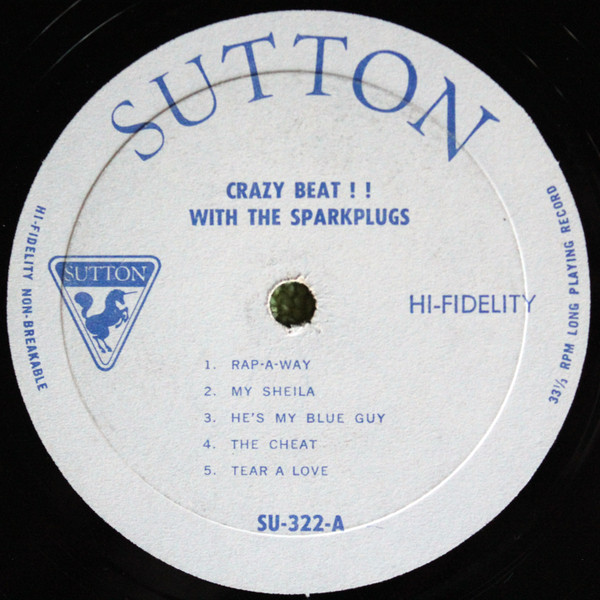 SUTTON
CRAZY BEAT ! !
WITH THE SPARKPLUGS
SUTTON
HI-FIDELITY
HI-FIDELITY NON-BREAKABLE
33⅓ RPM LONG PLAYING RECORD
1. RAP-A-WAY
2. MY SHEILA
3. HE'S MY BLUE GUY
4. THE CHEAT
5. TEAR A LOVE
SU-322-A